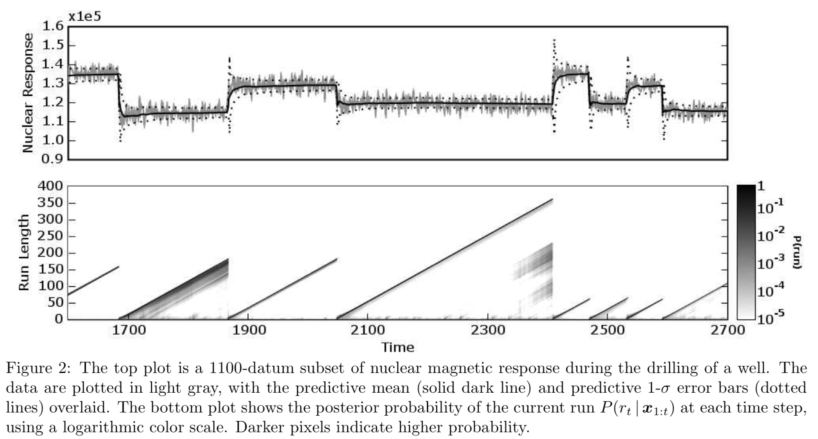 x1e5
1.6
1.5
1.4
1.3
1.2
1.1
1.0
0.9
Nuclear Response
400
350
300
250
200
150
100
50
0
Run Length
1700 1900 2100 2300 2500 2700
Time
1
10⁻¹
10⁻²
10⁻³
10⁻⁴
10⁻⁵
P(run)
Figure 2: The top plot is a 1100-datum subset of nuclear magnetic response during the drilling of a well. The
data are plotted in light gray, with the predictive mean (solid dark line) and predictive 1-σ error bars (dotted
lines) overlaid. The bottom plot shows the posterior probability of the current run P(rₜ | x₁:ₜ) at each time step,
using a logarithmic color scale. Darker pixels indicate higher probability.